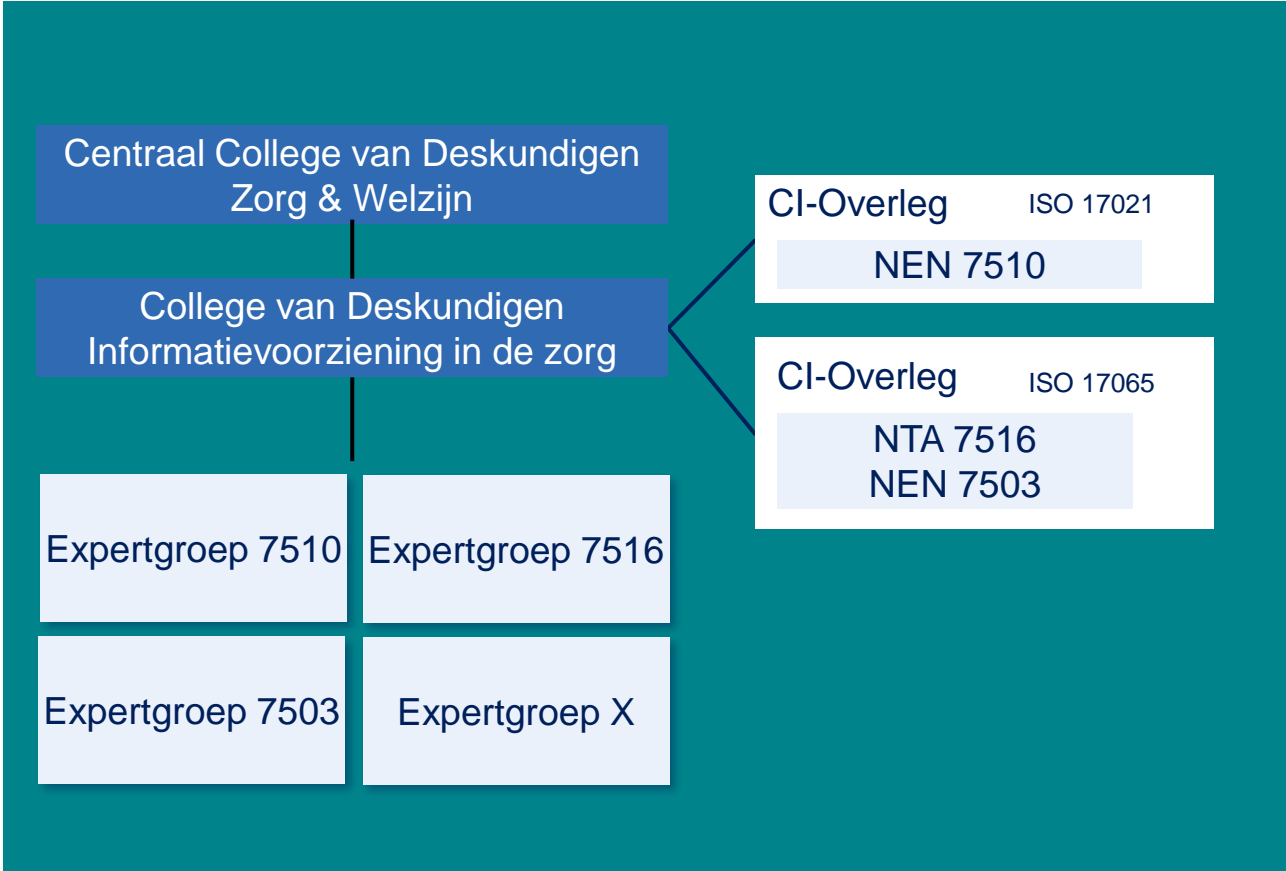 Centraal College van Deskundigen
Zorg & Welzijn
College van Deskundigen
Informatievoorziening in de zorg
CI-Overleg ISO 17021
NEN 7510
CI-Overleg ISO 17065
NTA 7516
NEN 7503
Expertgroep 7510
Expertgroep 7516
Expertgroep 7503
Expertgroep X